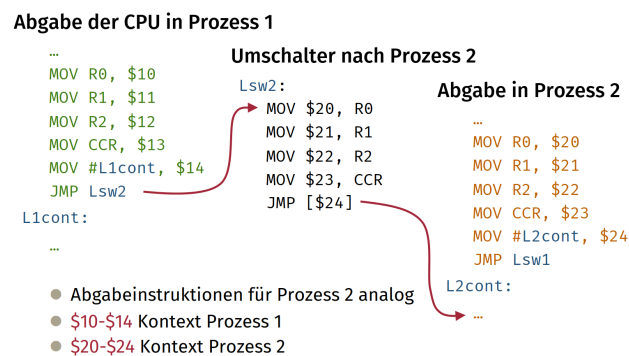 Abgabe der CPU in Prozess 1
…
MOV R0, $10
MOV R1, $11
MOV R2, $12
MOV CCR, $13
MOV #L1cont, $14
JMP Lsw2
L1cont:
…
Umschalter nach Prozess 2
Lsw2:
MOV $20, R0
MOV $21, R1
MOV $22, R2
MOV $23, CCR
JMP [$24]
Abgabe in Prozess 2
…
MOV R0, $20
MOV R1, $21
MOV R2, $22
MOV CCR, $23
MOV #L2cont, $24
JMP Lsw1
L2cont:
…
Abgabeinstruktionen für Prozess 2 analog
$10-$14 Kontext Prozess 1
$20-$24 Kontext Prozess 2